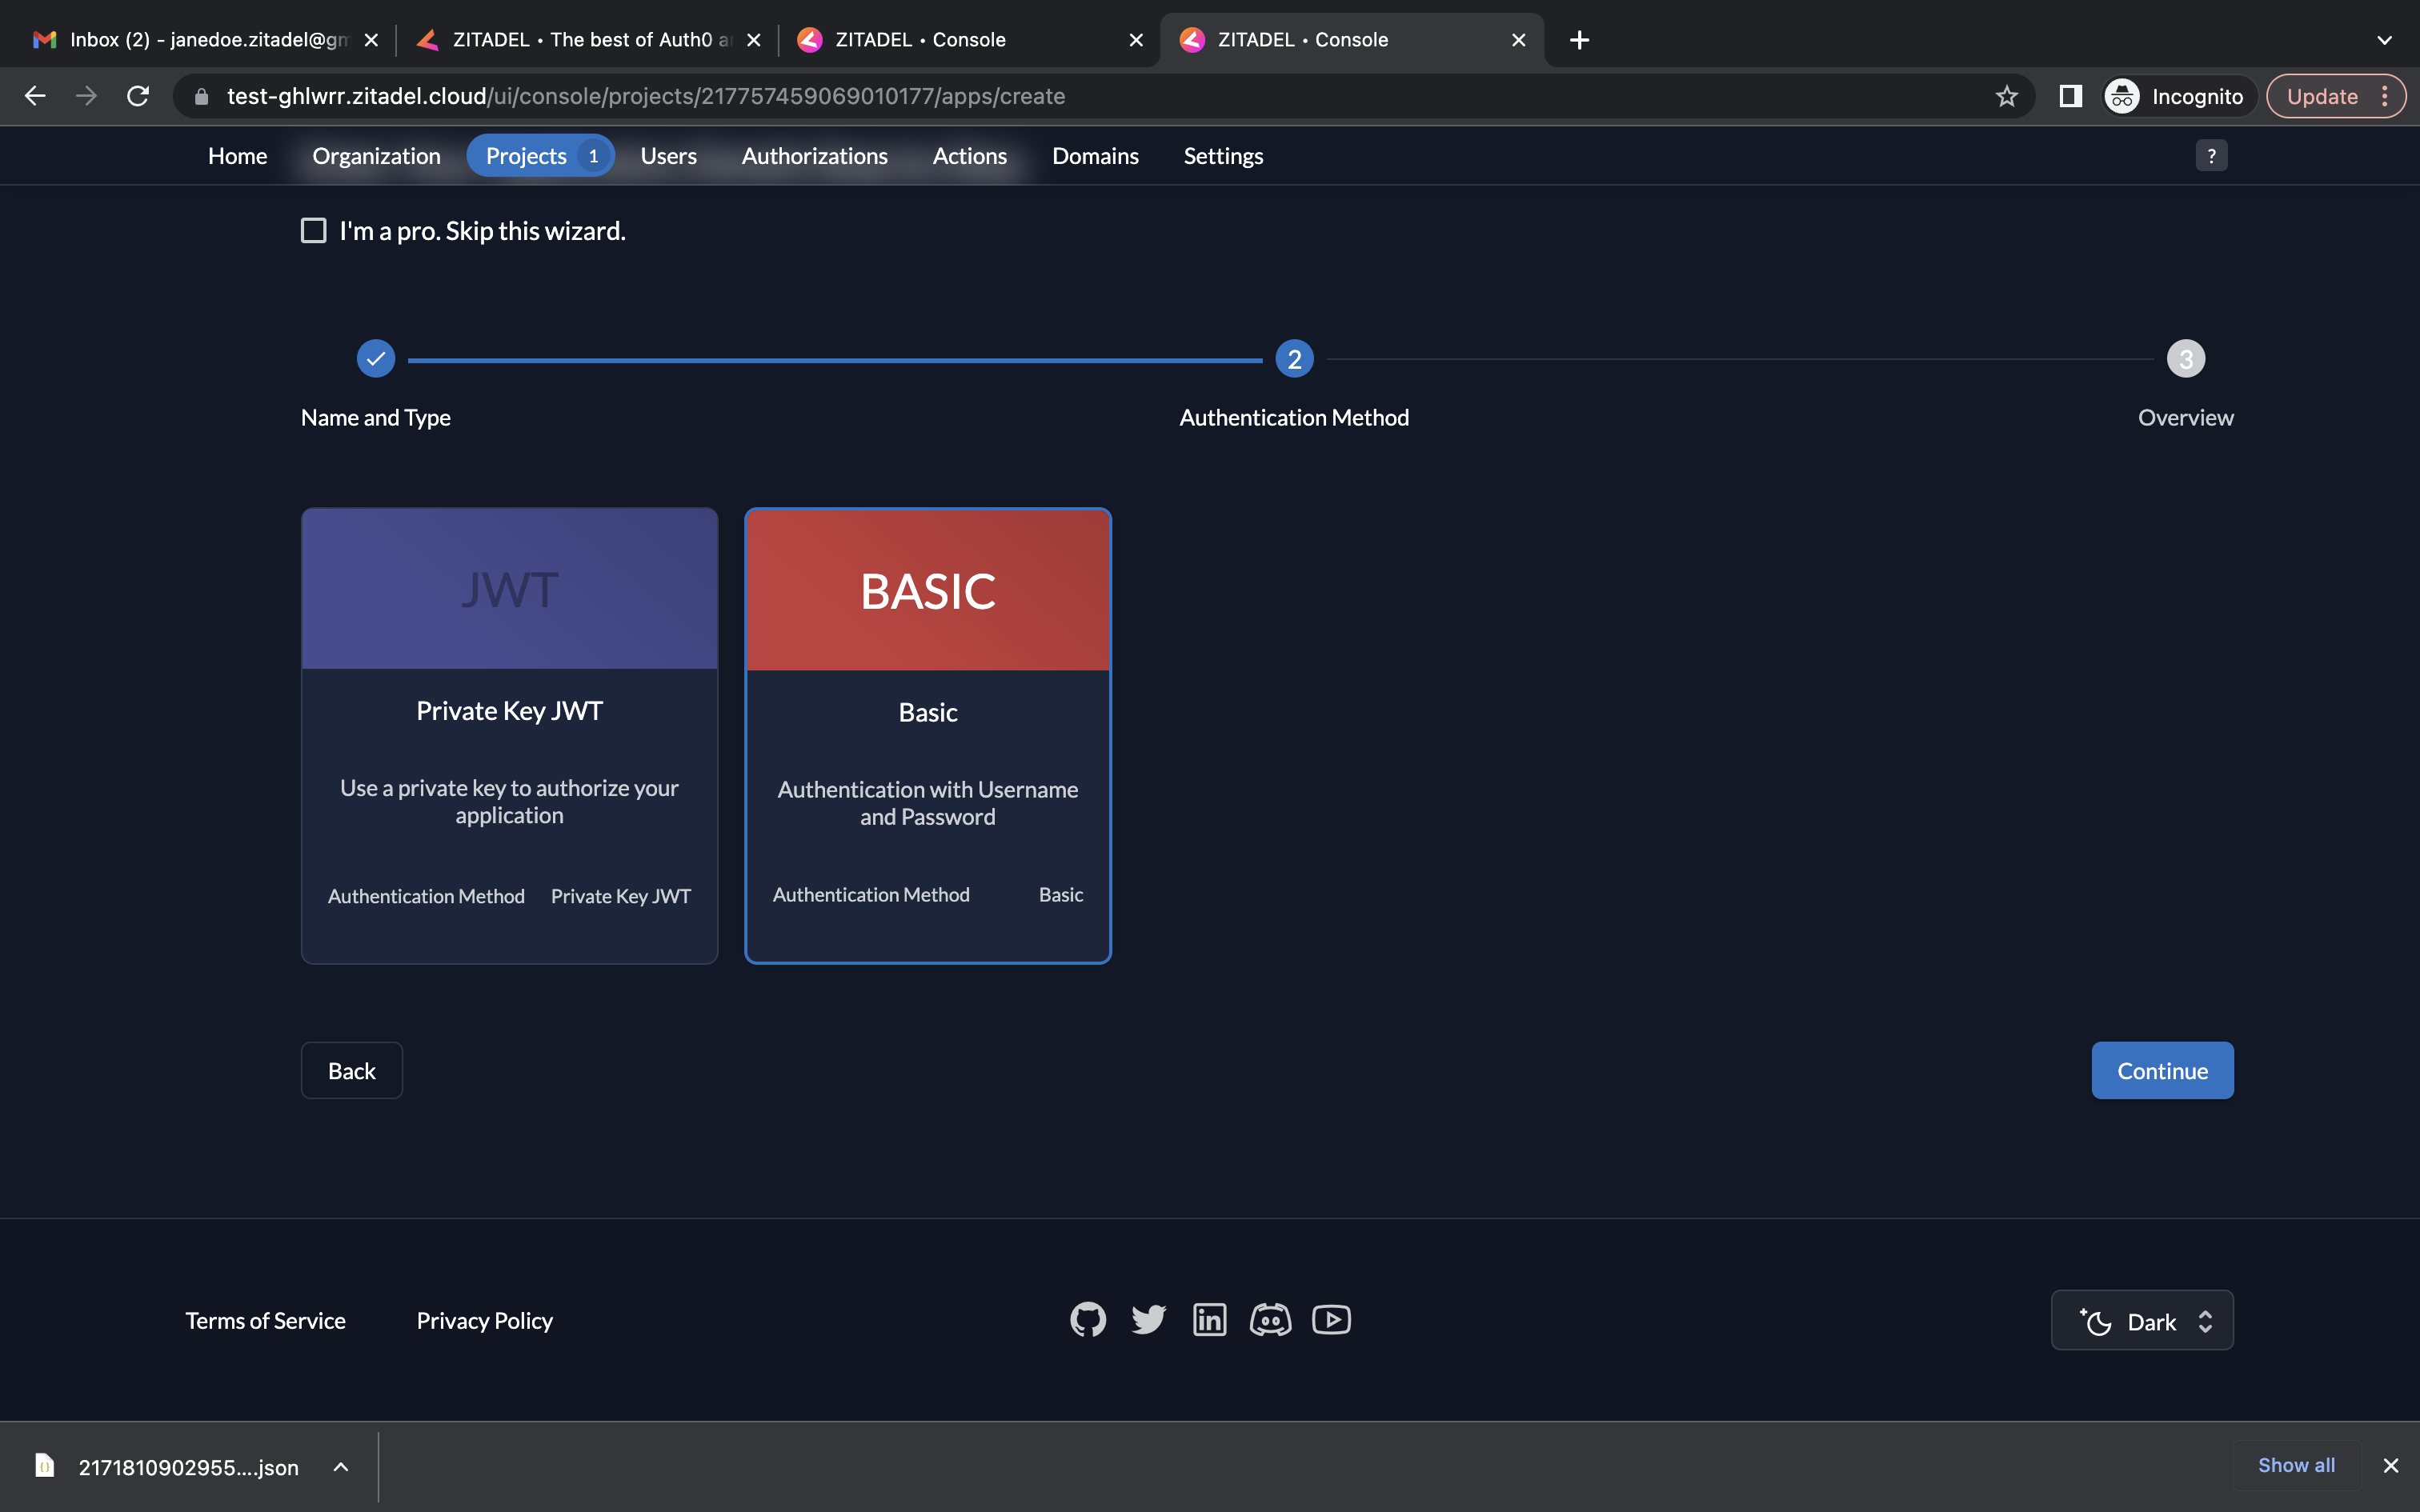 Inbox (2) - janedoe.zitadel@gm
ZITADEL • The best of Auth0 a
ZITADEL • Console
ZITADEL • Console
test-ghlwrr.zitadel.cloud/ui/console/projects/217757459069010177/apps/create
Incognito
Update
Home
Organization
Projects 1
Users
Authorizations
Actions
Domains
Settings
?
I'm a pro. Skip this wizard.
2
3
Name and Type
Authentication Method
Overview
JWT
Private Key JWT
Use a private key to authorize your
application
Authentication Method Private Key JWT
BASIC
Basic
Authentication with Username
and Password
Authentication Method Basic
Back
Continue
Terms of Service
Privacy Policy
in
Dark
2171810902955....json
Show all